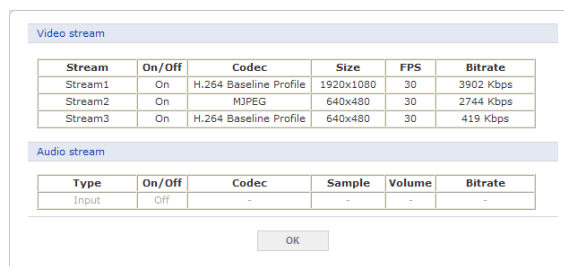 Video stream
Stream On/Off Codec Size FPS Bitrate
Stream1 On H.264 Baseline Profile 1920x1080 30 3902 Kbps
Stream2 On MJPEG 640x480 30 2744 Kbps
Stream3 On H.264 Baseline Profile 640x480 30 419 Kbps
Audio stream
Type On/Off Codec Sample Volume Bitrate
Input Off - - - -
OK